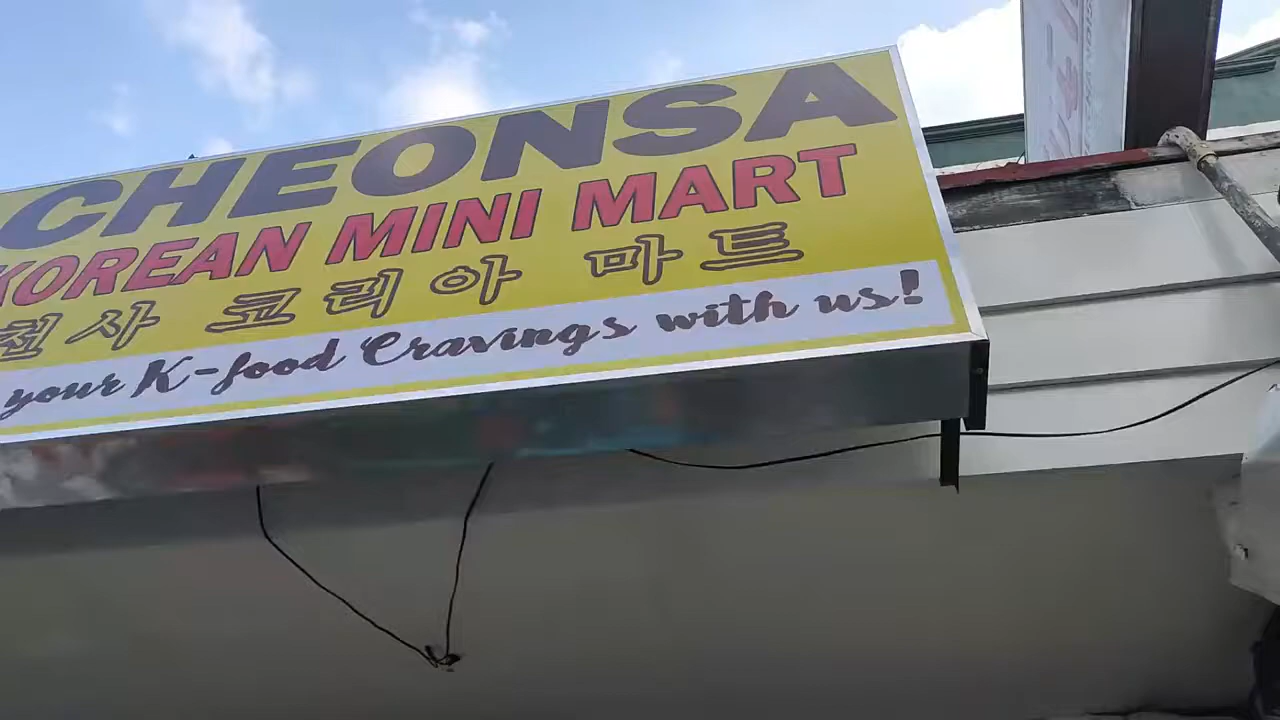 CHEONSA
KOREAN MINI MART
천사 코리아 마트
your K-food Cravings with us!